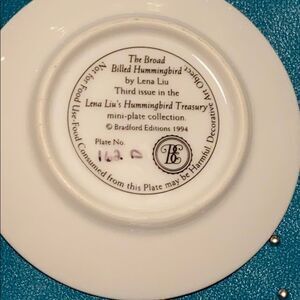 The Broad
Billed Hummingbird
by Lena Liu
Third issue in the
Lena Liu's Hummingbird Treasury
mini-plate collection.
© Bradford Editions 1994
Plate No.
Not for Food Use-Food Consumed from this Plate may be Harmful Decorative Art Object
BE